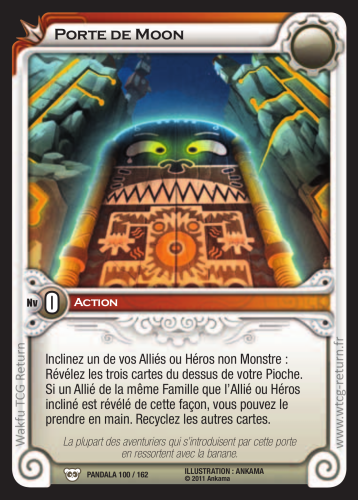 Porte de Moon
Nv 0 Action
Inclinez un de vos Alliés ou Héros non Monstre :
Révélez les trois cartes du dessus de votre Pioche.
Si un Allié de la même Famille que l'Allié ou Héros
incliné est révélé de cette façon, vous pouvez le
prendre en main. Recyclez les autres cartes.
La plupart des aventuriers qui s'introduisent par cette porte
en ressortent avec la banane.
PANDALA 100 / 162
ILLUSTRATION : ANKAMA
© 2011 Ankama
Wakfu TCG Return
www.wtcg-return.fr